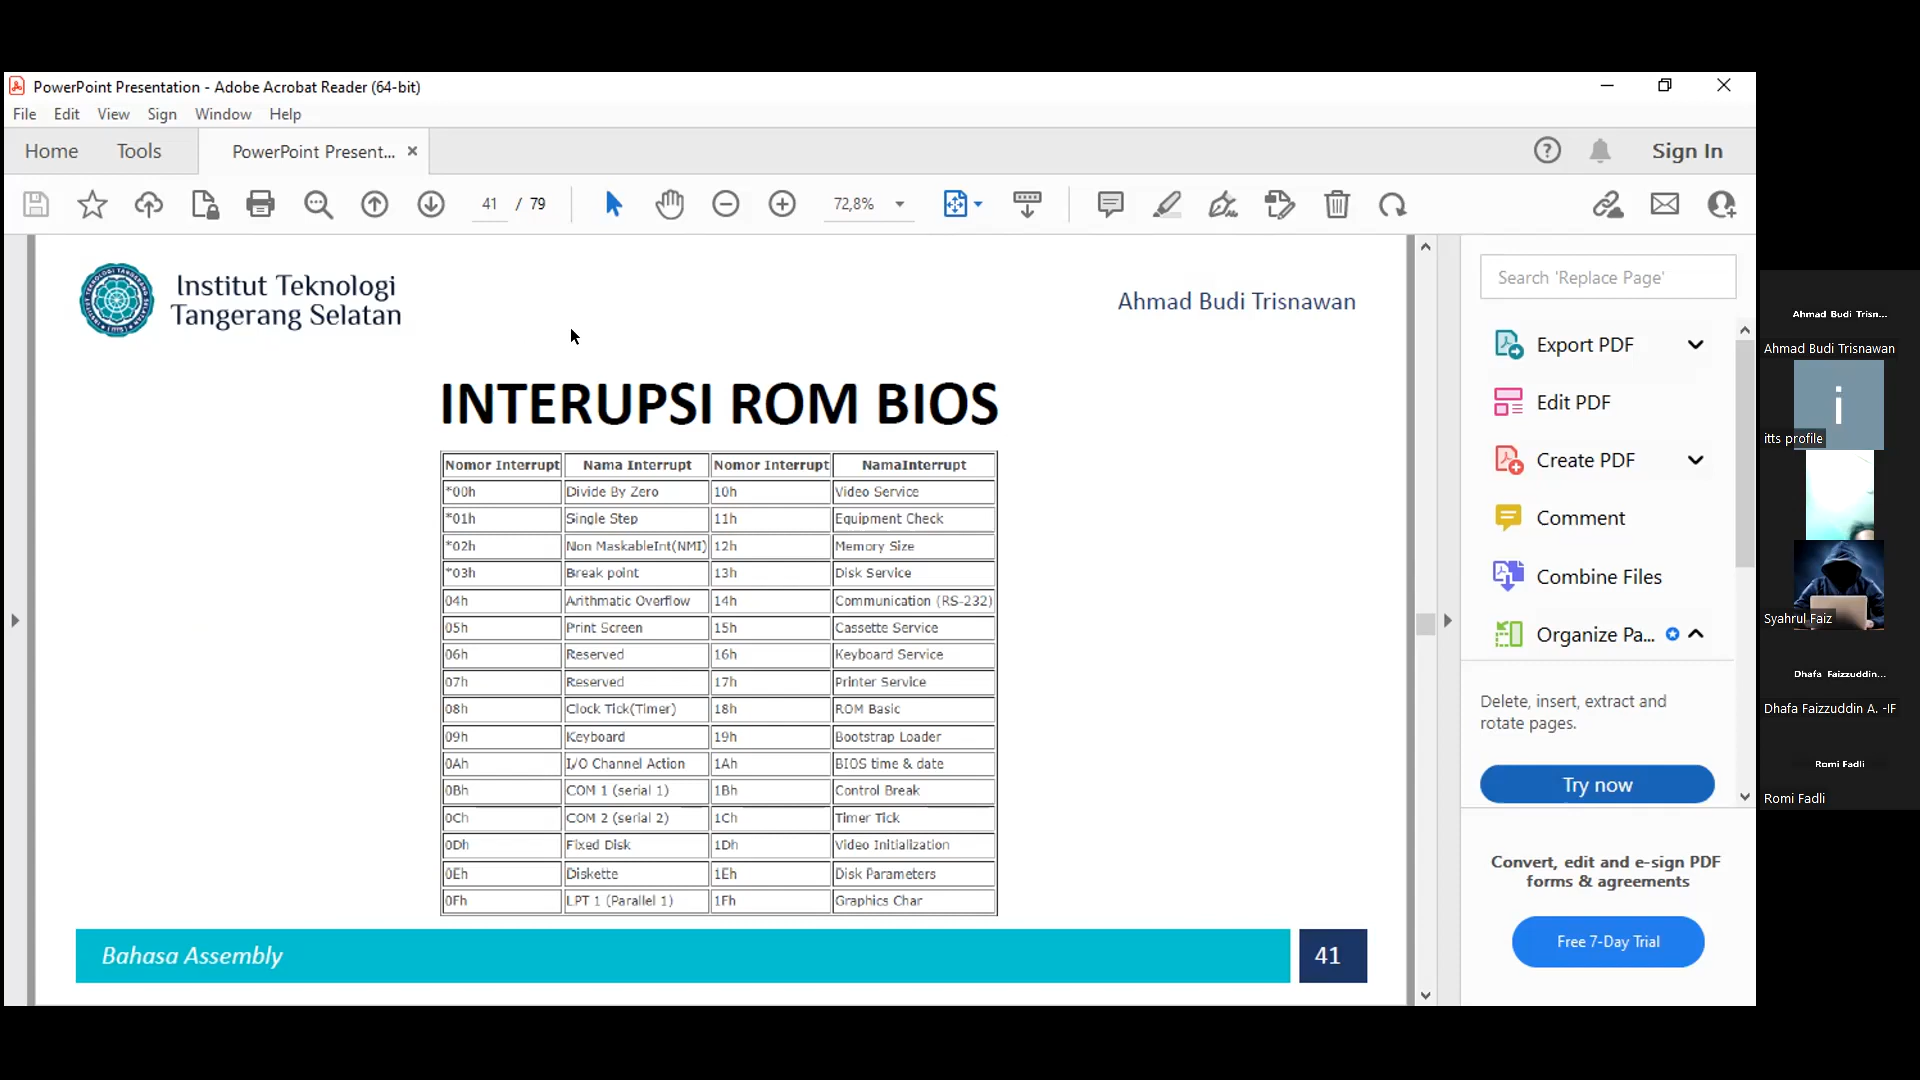 PowerPoint Presentation - Adobe Acrobat Reader (64-bit)
File Edit View Sign Window Help
Home Tools PowerPoint Present... Sign In
41 / 79 72,8%
Institut Teknologi
Tangerang Selatan
Ahmad Budi Trisnawan
INTERUPSI ROM BIOS
Nomor Interrupt Nama Interrupt Nomor Interrupt NamaInterrupt
*00h Divide By Zero 10h Video Service
*01h Single Step 11h Equipment Check
*02h Non MaskableInt(NMI) 12h Memory Size
*03h Break point 13h Disk Service
04h Arithmatic Overflow 14h Communication (RS-232)
05h Print Screen 15h Cassette Service
06h Reserved 16h Keyboard Service
07h Reserved 17h Printer Service
08h Clock Tick(Timer) 18h ROM Basic
09h Keyboard 19h Bootstrap Loader
0Ah I/O Channel Action 1Ah BIOS time & date
0Bh COM 1 (serial 1) 1Bh Control Break
0Ch COM 2 (serial 2) 1Ch Timer Tick
0Dh Fixed Disk 1Dh Video Initialization
0Eh Diskette 1Eh Disk Parameters
0Fh LPT 1 (Parallel 1) 1Fh Graphics Char
Bahasa Assembly 41
Search 'Replace Page'
Export PDF
Edit PDF
Create PDF
Comment
Combine Files
Organize Pa...
Delete, insert, extract and
rotate pages.
Try now
Convert, edit and e-sign PDF
forms & agreements
Free 7-Day Trial
Ahmad Budi Trisn...
Ahmad Budi Trisnawan
i
itts profile
Syahrul Faiz
Dhafa Faizzuddin...
Dhafa Faizzuddin A. -IF
Romi Fadli
Romi Fadli